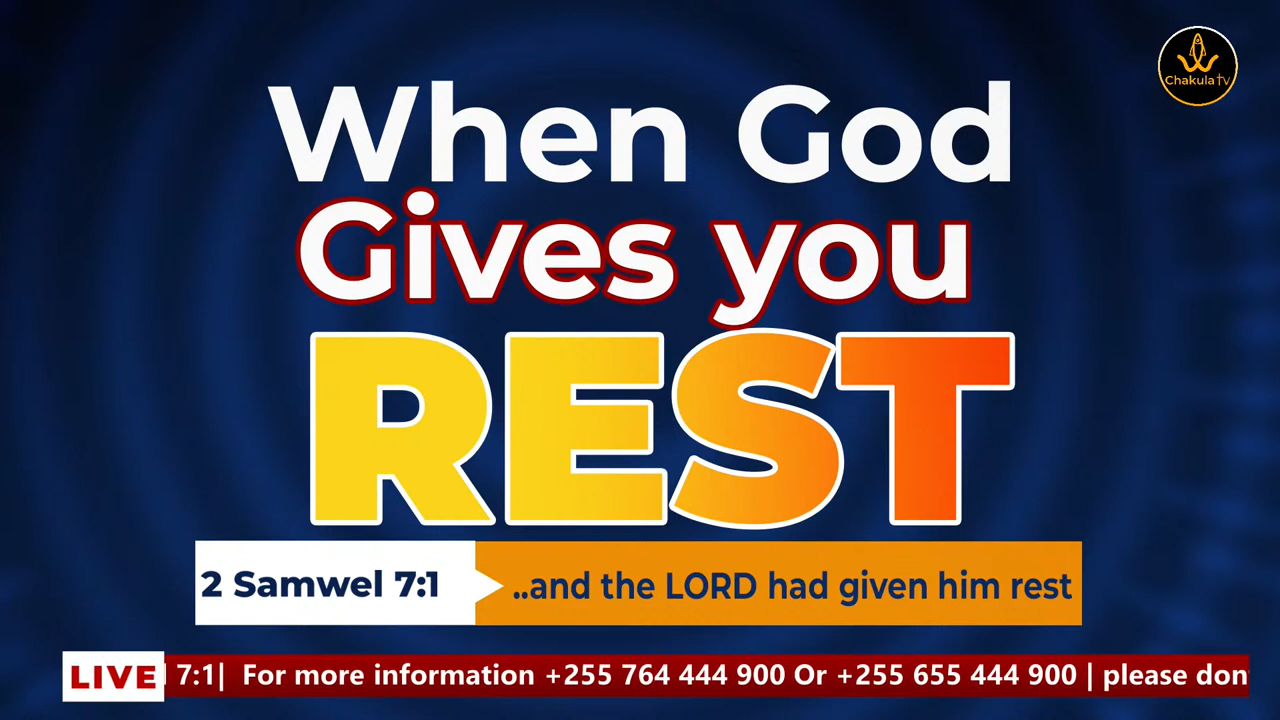 Chakula tv
When God
Gives you
REST
2 Samwel 7:1
..and the LORD had given him rest
LIVE
7:1| For more information +255 764 444 900 Or +255 655 444 900 | please don